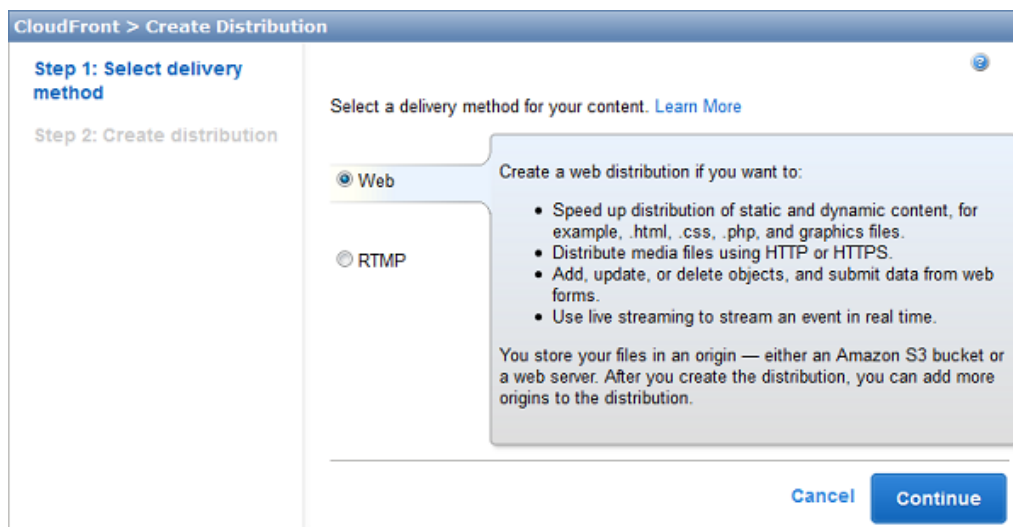 CloudFront > Create Distribution
Step 1: Select delivery
method
Step 2: Create distribution
?
Select a delivery method for your content. Learn More
Web
RTMP
Create a web distribution if you want to:
• Speed up distribution of static and dynamic content, for
example, .html, .css, .php, and graphics files.
• Distribute media files using HTTP or HTTPS.
• Add, update, or delete objects, and submit data from web
forms.
• Use live streaming to stream an event in real time.
You store your files in an origin — either an Amazon S3 bucket or
a web server. After you create the distribution, you can add more
origins to the distribution.
Cancel
Continue